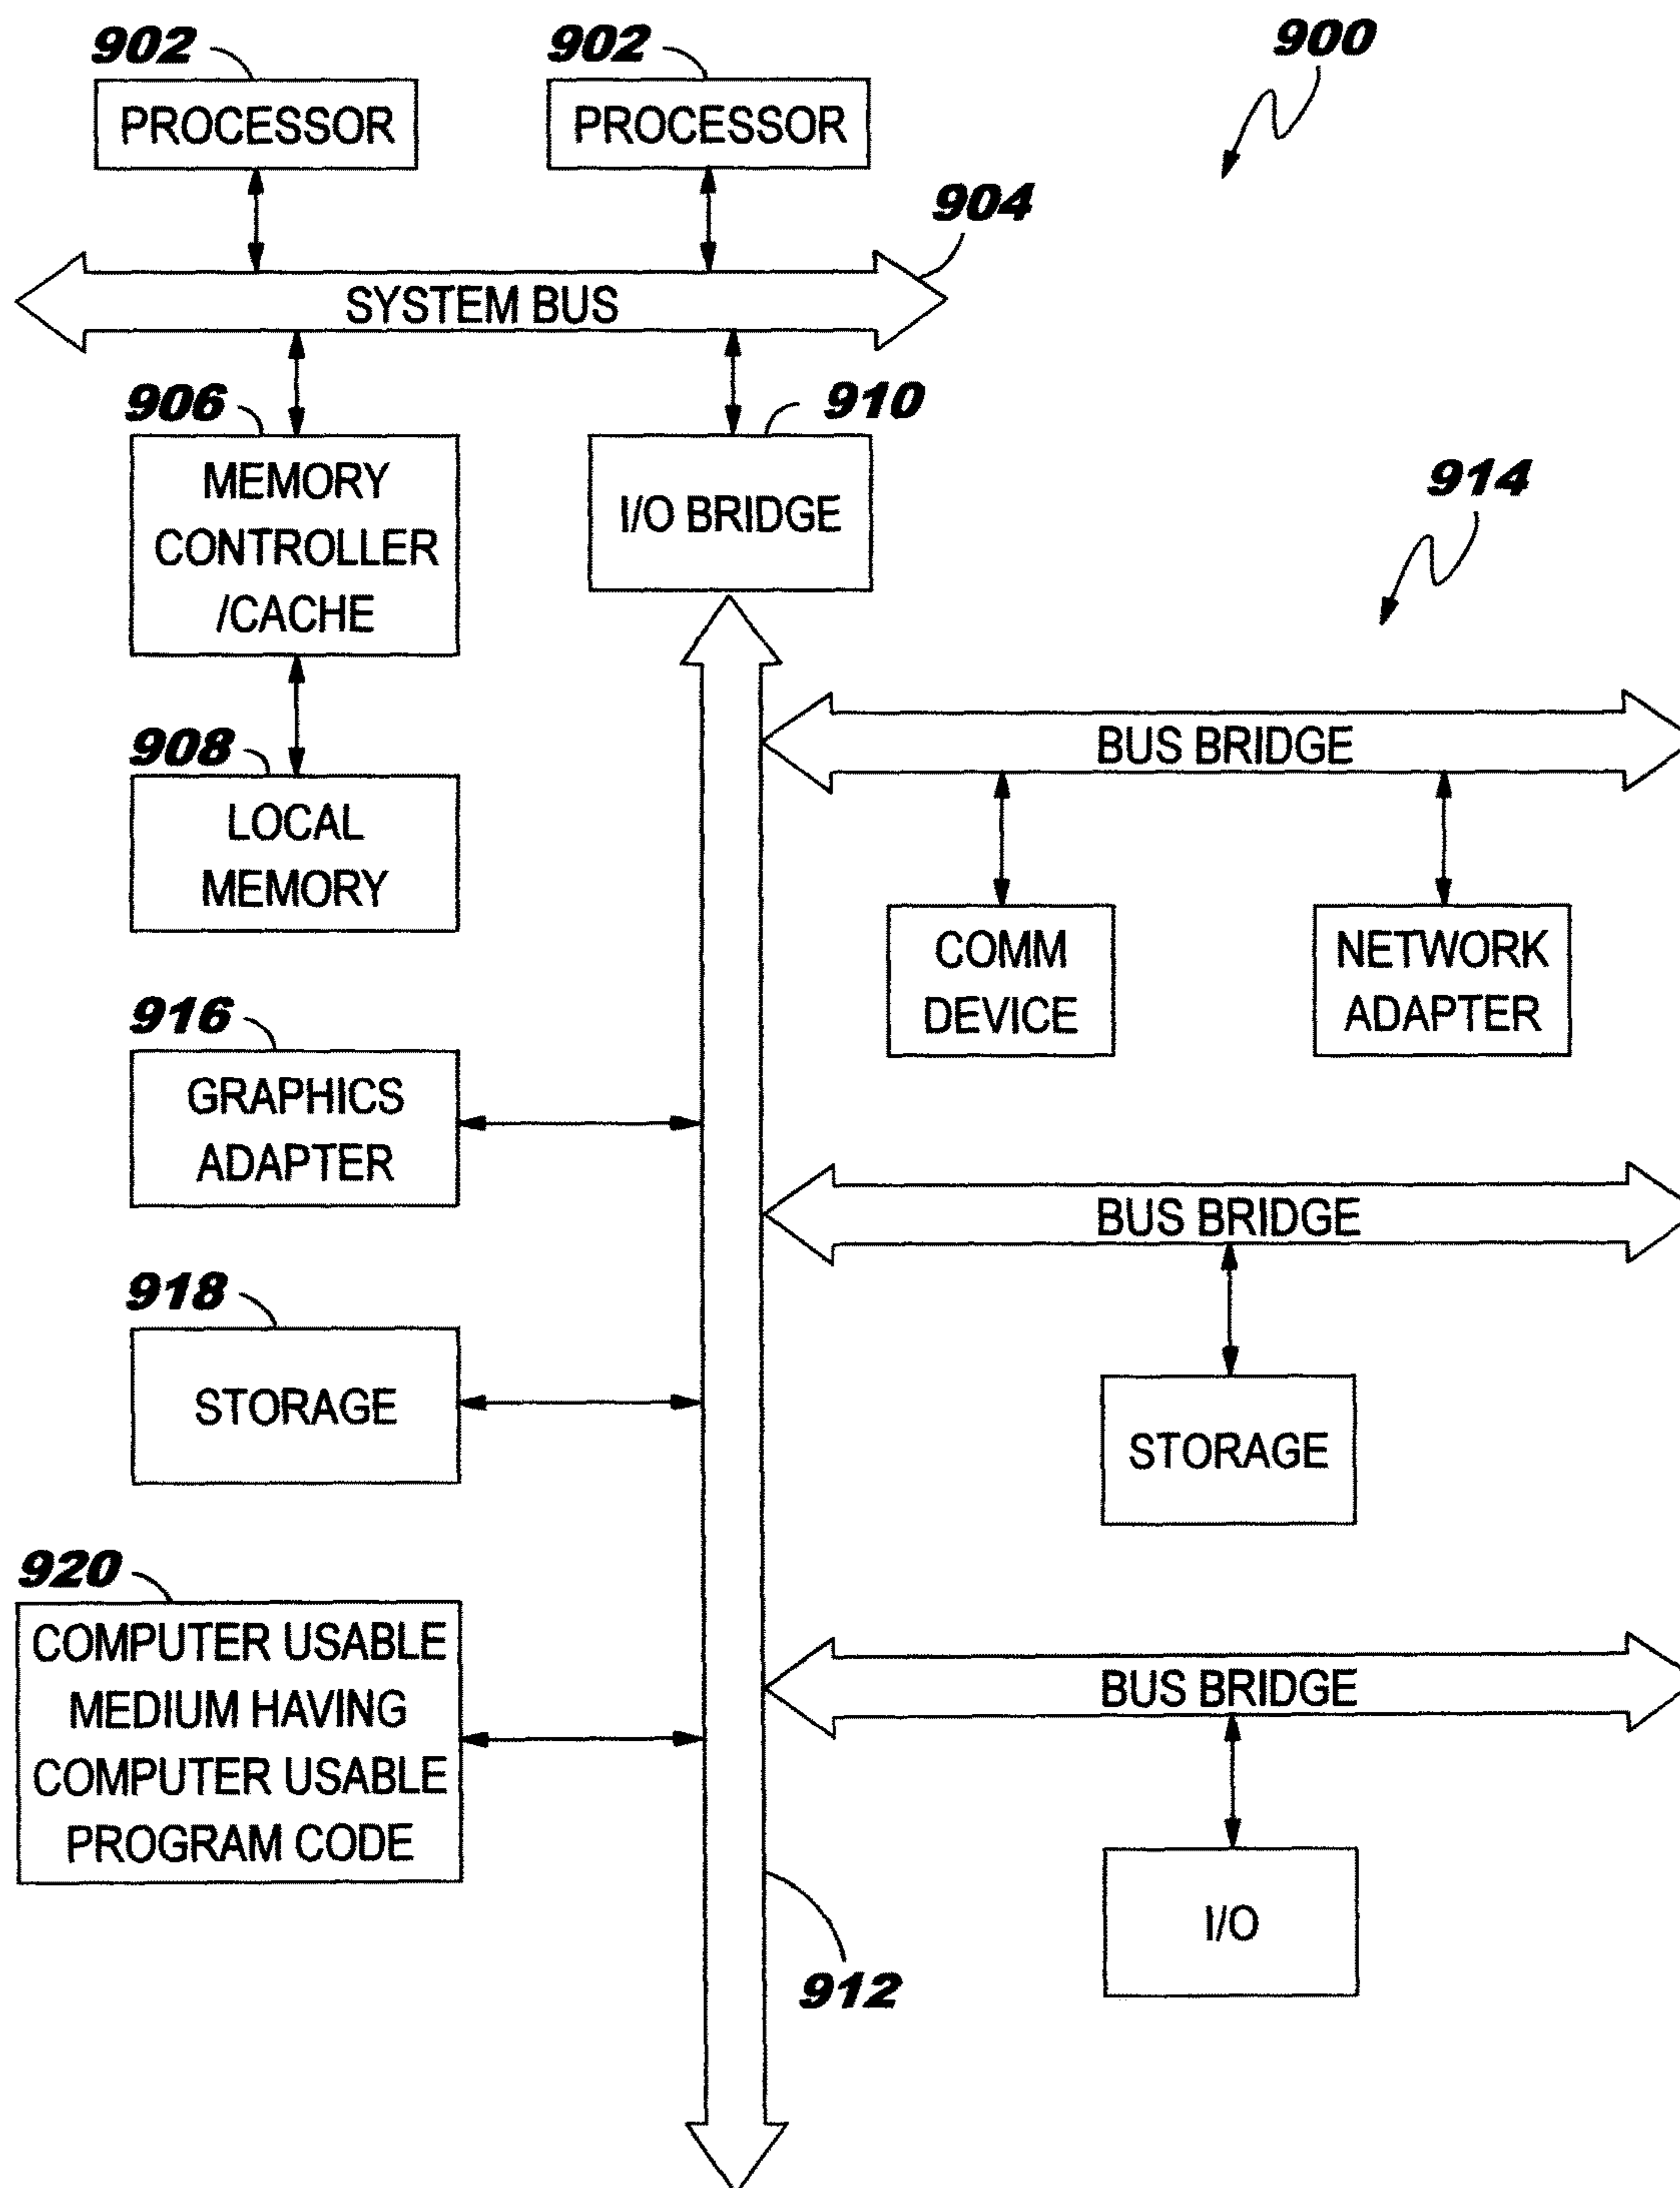 902
902
900
PROCESSOR
PROCESSOR
904
SYSTEM BUS
906
910
MEMORY
CONTROLLER
/CACHE
I/O BRIDGE
914
908
LOCAL
MEMORY
BUS BRIDGE
COMM
DEVICE
NETWORK
ADAPTER
916
GRAPHICS
ADAPTER
BUS BRIDGE
918
STORAGE
STORAGE
920
COMPUTER USABLE
MEDIUM HAVING
COMPUTER USABLE
PROGRAM CODE
BUS BRIDGE
I/O
912